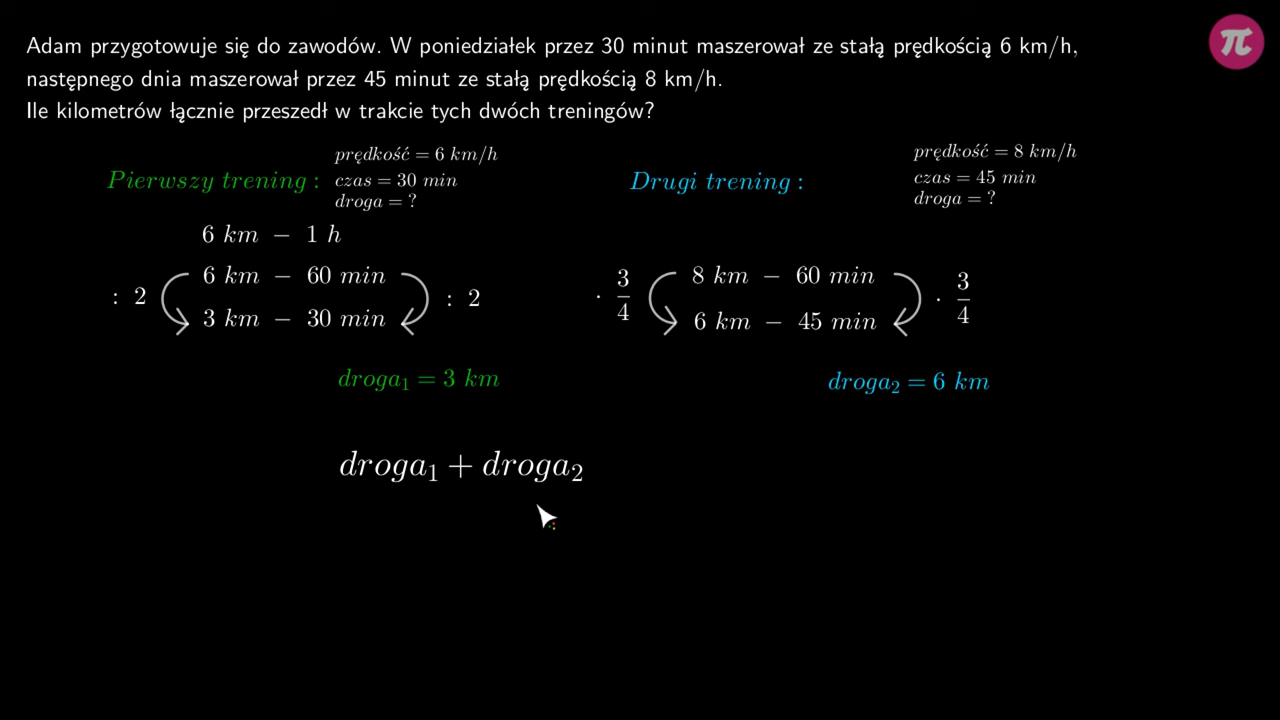 Adam przygotowuje się do zawodów. W poniedziałek przez 30 minut maszerował ze stałą prędkością 6 km/h,
następnego dnia maszerował przez 45 minut ze stałą prędkością 8 km/h.
Ile kilometrów łącznie przeszedł w trakcie tych dwóch treningów?
π
Pierwszy trening :
prędkość = 6 km/h
czas = 30 min
droga = ?
6 km − 1 h
: 2 6 km − 60 min : 2
3 km − 30 min
droga₁ = 3 km
Drugi trening :
prędkość = 8 km/h
czas = 45 min
droga = ?
· 3/4 8 km − 60 min · 3/4
6 km − 45 min
droga₂ = 6 km
droga₁ + droga₂